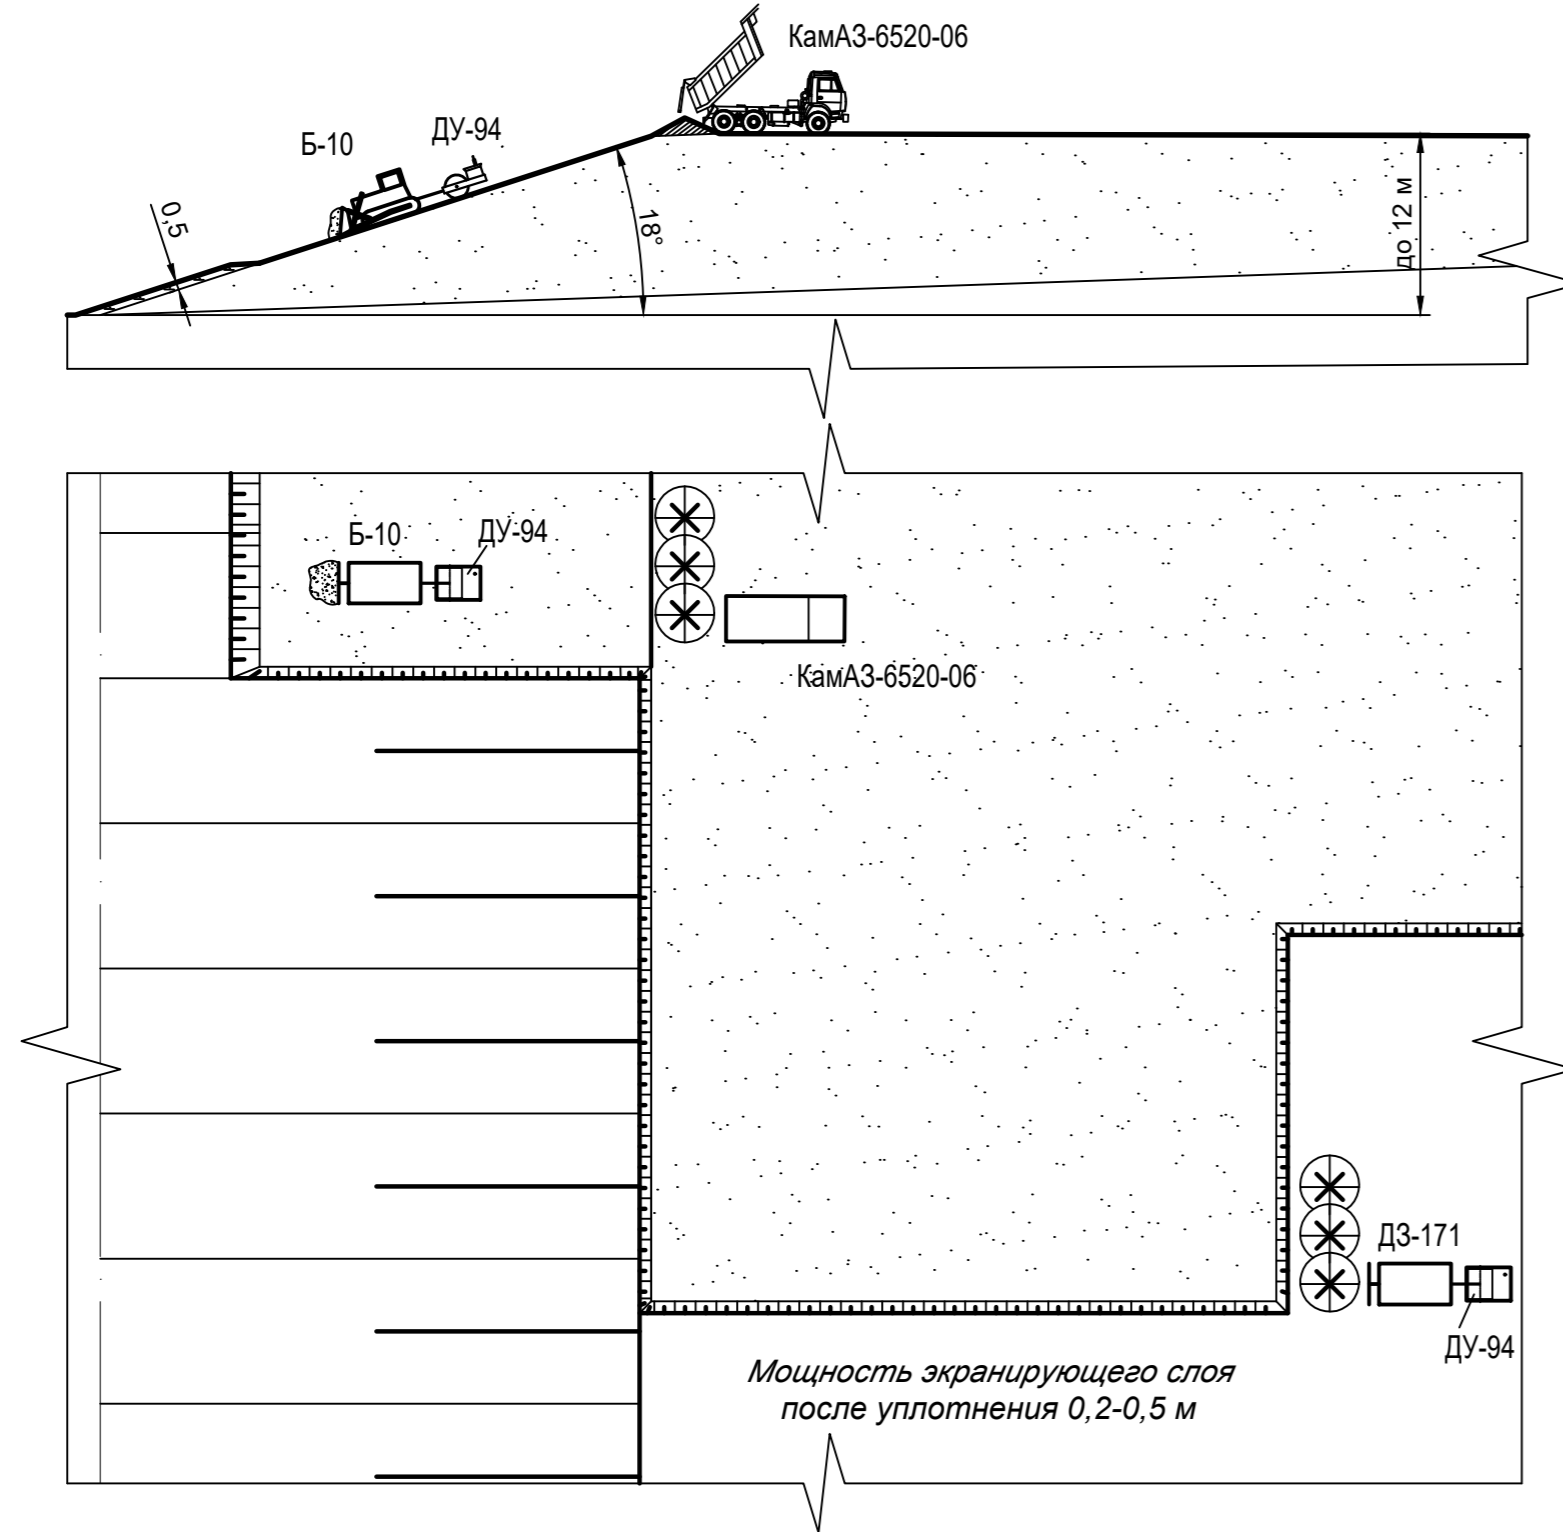 КамАЗ-6520-06
ДУ-94
Б-10
0,5
18°
до 12 м
Б-10
ДУ-94
КамАЗ-6520-06
ДЗ-171
ДУ-94
Мощность экранирующего слоя
после уплотнения 0,2-0,5 м